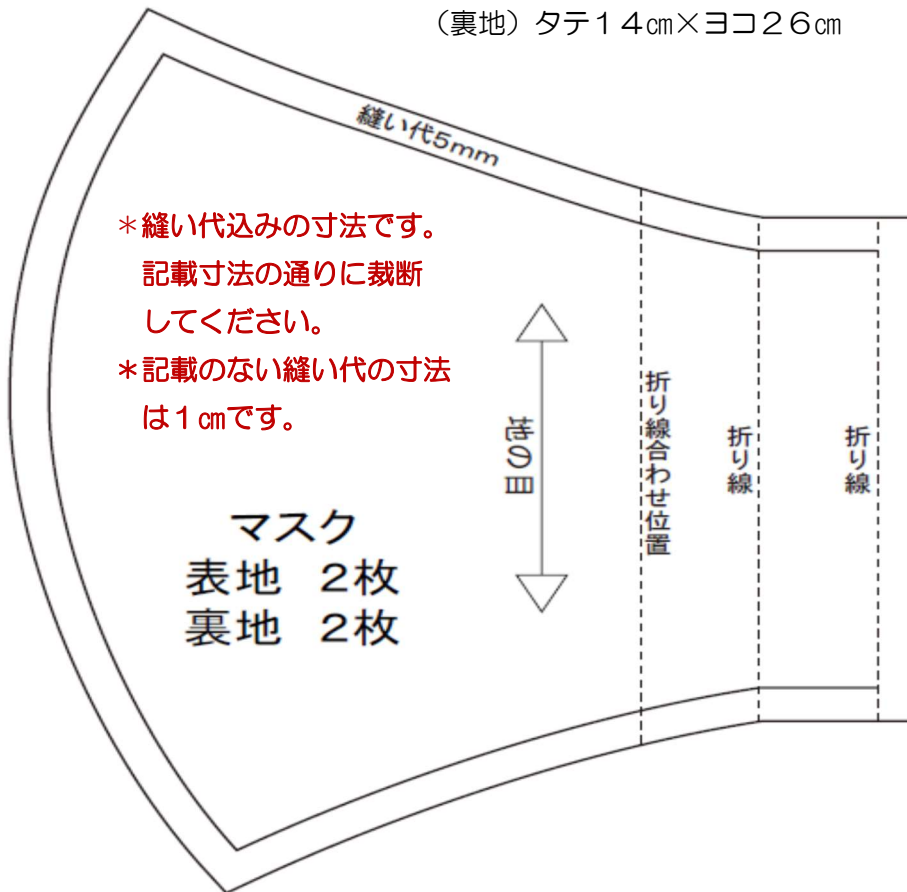 （裏地）タテ１４㎝×ヨコ２６㎝
縫い代5mm
＊縫い代込みの寸法です。
記載寸法の通りに裁断
してください。
＊記載のない縫い代の寸法
は１㎝です。
地の目
折り線合わせ位置
折り線
折り線
マスク
表地　2枚
裏地　2枚